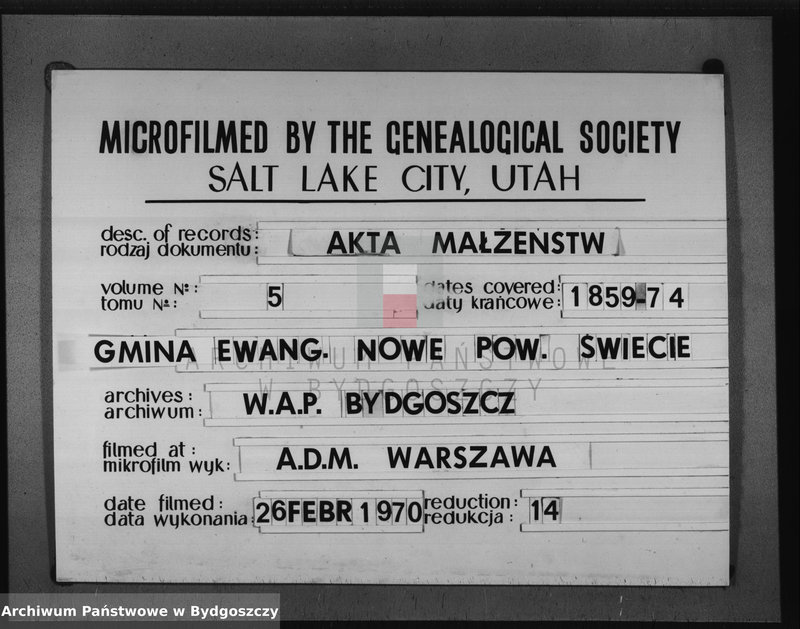 MICROFILMED BY THE GENEALOGICAL SOCIETY
SALT LAKE CITY, UTAH
desc. of records:
rodzaj dokumentu:
AKTA MAŁŻENSTW
volume №:
tomu №:
5
dates covered:
daty krańcowe:
1859-74
GMINA EWANG. NOWE POW. ŚWIECIE
ARCHIWUM PAŃSTWOWE
W BYDGOSZCZY
archives:
archiwum:
W.A.P. BYDGOSZCZ
filmed at:
mikrofilm wyk:
A.D.M. WARSZAWA
date filmed:
data wykonania:
26FEBR 1970
reduction:
redukcja:
14
Archiwum Państwowe w Bydgoszczy